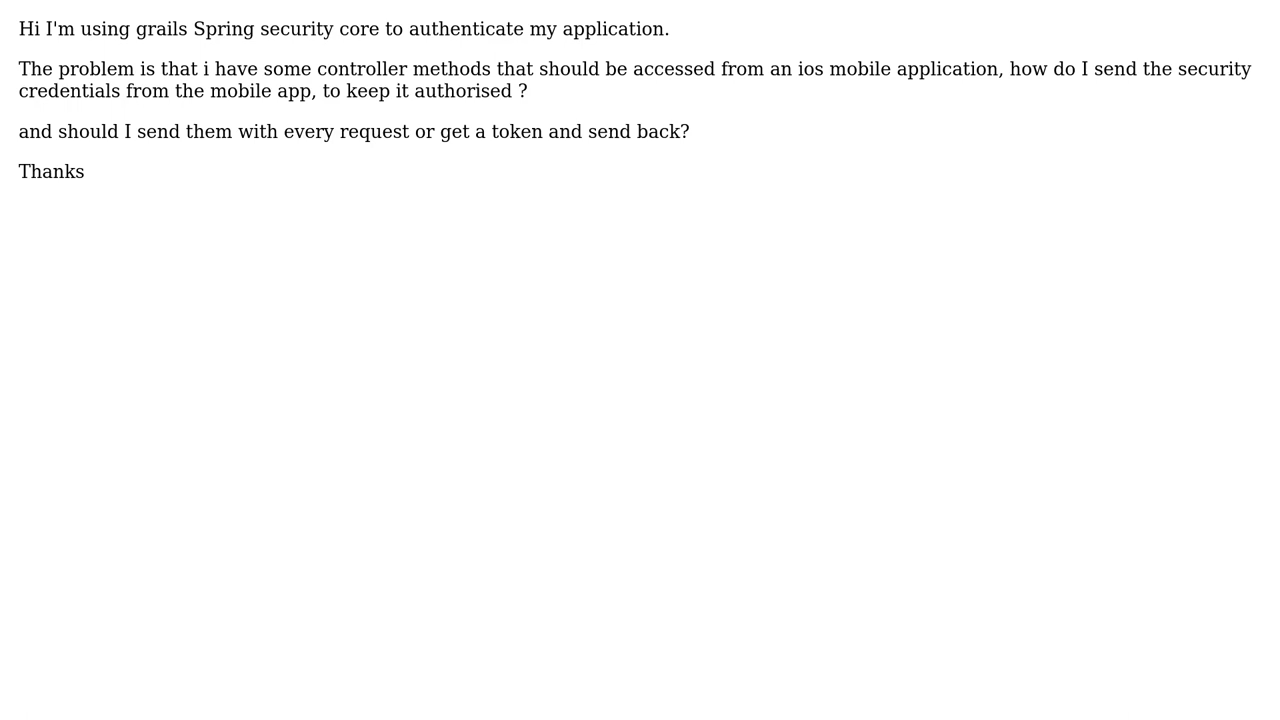 Hi I'm using grails Spring security core to authenticate my application.
The problem is that i have some controller methods that should be accessed from an ios mobile application, how do I send the security
credentials from the mobile app, to keep it authorised ?
and should I send them with every request or get a token and send back?
Thanks